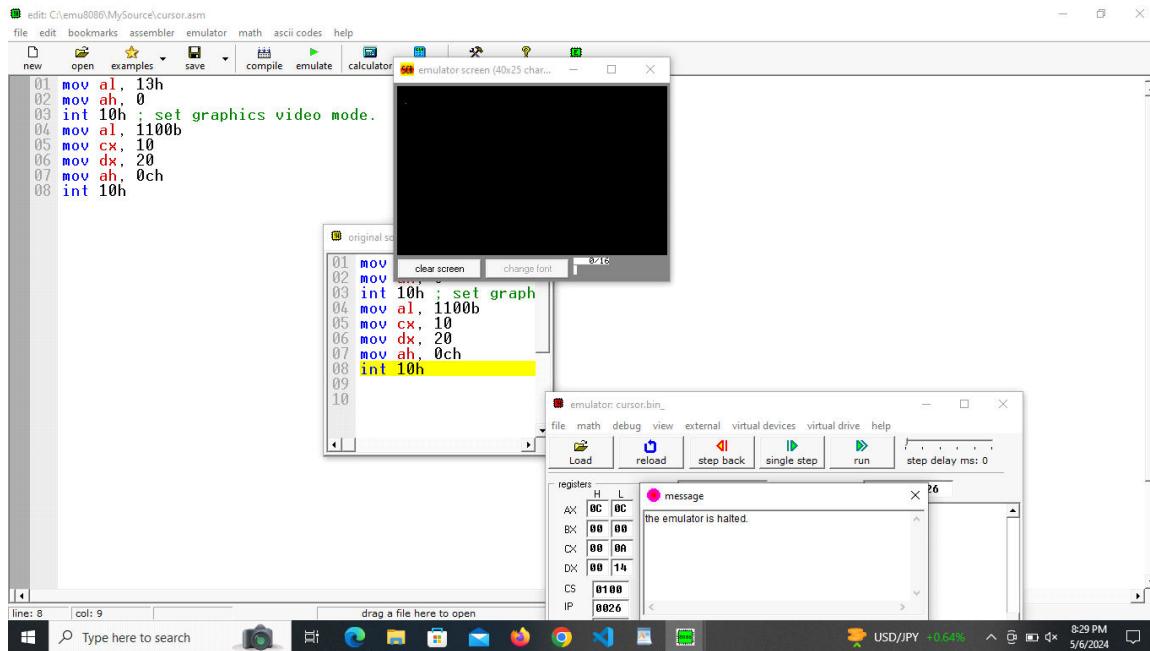 edit: C:\emu8086\MySource\cursor.asm
file edit bookmarks assembler emulator math ascii codes help
new open examples save compile emulate calculator
emulator screen (40x25 char...
01 mov al, 13h
02 mov ah, 0
03 int 10h ; set graphics video mode.
04 mov al, 1100b
05 mov cx, 10
06 mov dx, 20
07 mov ah, 0ch
08 int 10h
clear screen change font 0/16
original so
01 mov
02 mov
03 int 10h ; set graph
04 mov al, 1100b
05 mov cx, 10
06 mov dx, 20
07 mov ah, 0ch
08 int 10h
09
10
emulator: cursor.bin_
file math debug view external virtual devices virtual drive help
Load reload step back single step run step delay ms: 0
registers H L
AX 0C 0C
BX 00 00
CX 00 0A
DX 00 14
CS 0100
IP 0026
26
message
the emulator is halted.
line: 8 col: 9 drag a file here to open
Type here to search
USD/JPY +0.64%
8:29 PM
5/6/2024